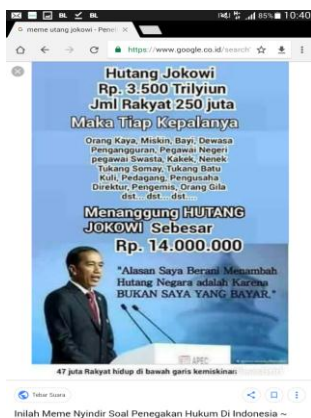 BL
BL
85%
10:40
meme utang jokowi - Penel
https://www.google.co.id/search
Hutang Jokowi
Rp. 3.500 Trilyiun
Jml Rakyat 250 juta
Maka Tiap Kepalanya
Orang Kaya, Miskin, Bayi, Dewasa
Pengangguran, Pegawai Negeri
pegawai Swasta, Kakek, Nenek
Tukang Somay, Tukang Batu
Kuli, Pedagang, Pengusaha
Direktur, Pengemis, Orang Gila
dst... dst... dst....
Menanggung HUTANG
JOKOWI Sebesar
Rp. 14.000.000
"Alasan Saya Berani Menambah
Hutang Negara adalah Karena
BUKAN SAYA YANG BAYAR."
APEC
47 juta Rakyat hidup di bawah garis kemiskinan
Tebar Suara
Inilah Meme Nyindir Soal Penegakan Hukum Di Indonesia ~